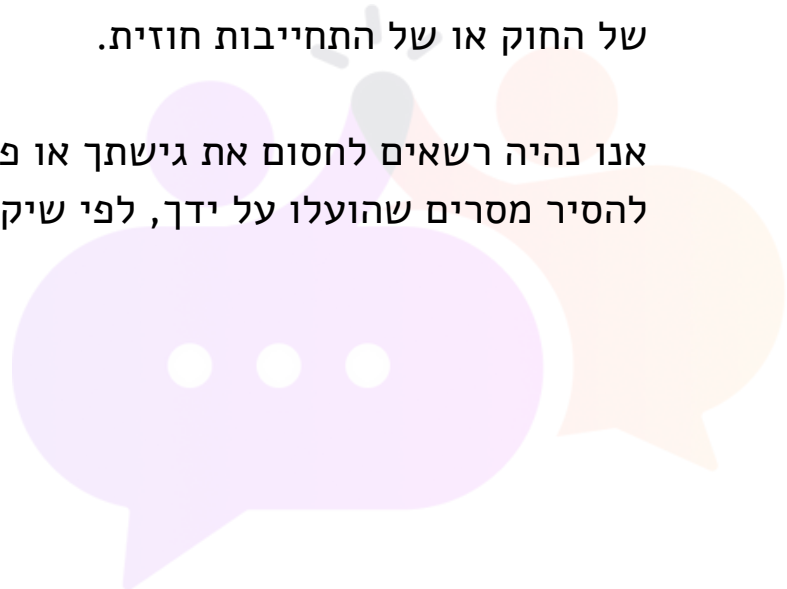 של החוק או של התחייבות חוזית.
אנו נהיה רשאים לחסום את גישתך או
להסיר מסרים שהועלו על ידך, לפי